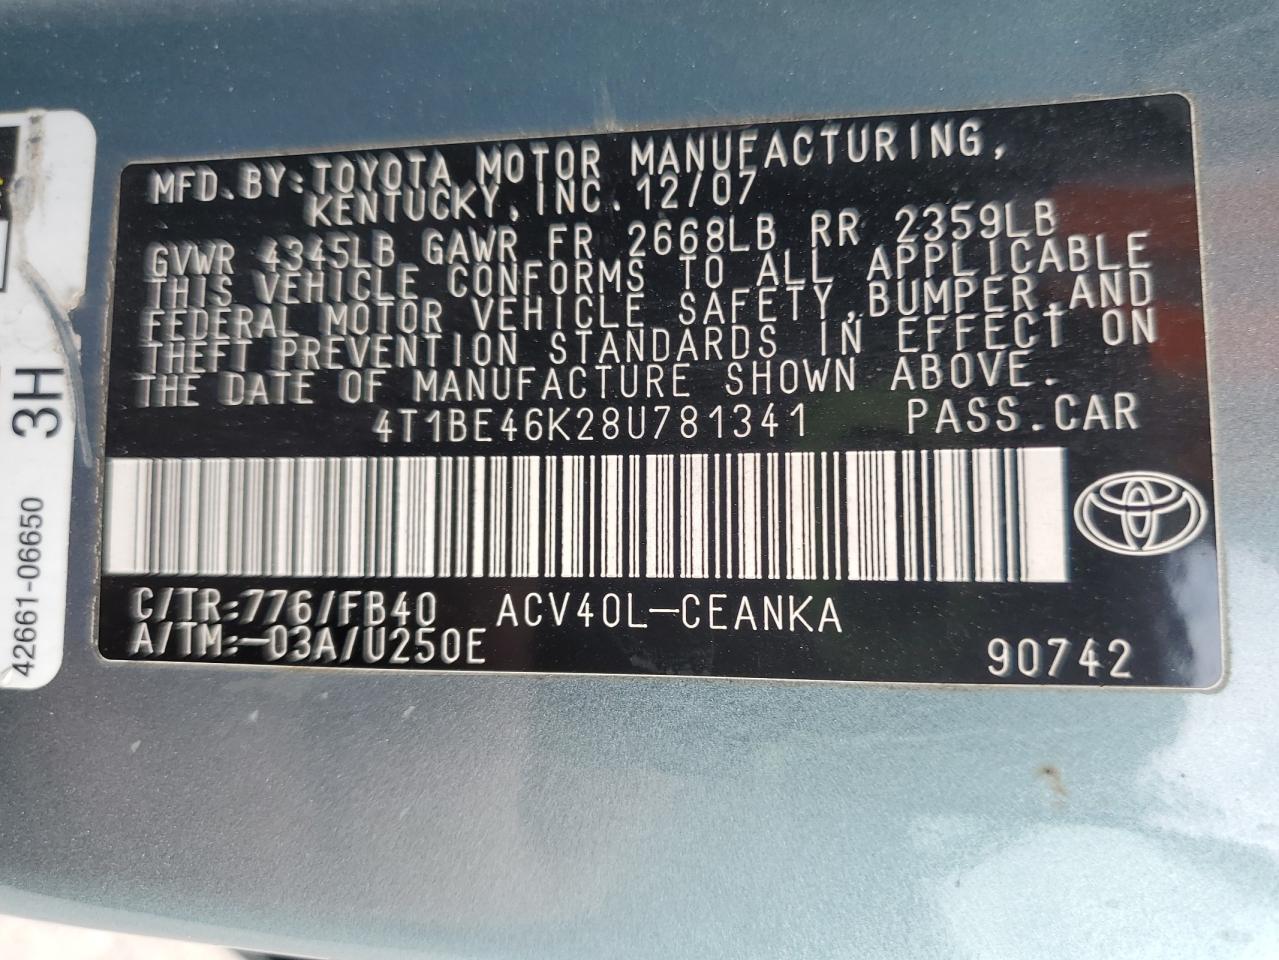 MFD.BY:TOYOTA MOTOR MANUFACTURING,
KENTUCKY, INC. 12/07
GVWR 4345LB GAWR FR 2668LB RR 2359LB
THIS VEHICLE CONFORMS TO ALL APPLICABLE
FEDERAL MOTOR VEHICLE SAFETY,BUMPER,AND
THEFT PREVENTION STANDARDS IN EFFECT ON
THE DATE OF MANUFACTURE SHOWN ABOVE.
4T1BE46K28U781341 PASS.CAR
C/TR:776/FB40 ACV40L-CEANKA
A/TM:-03A/U250E
90742
3H
42661-06650